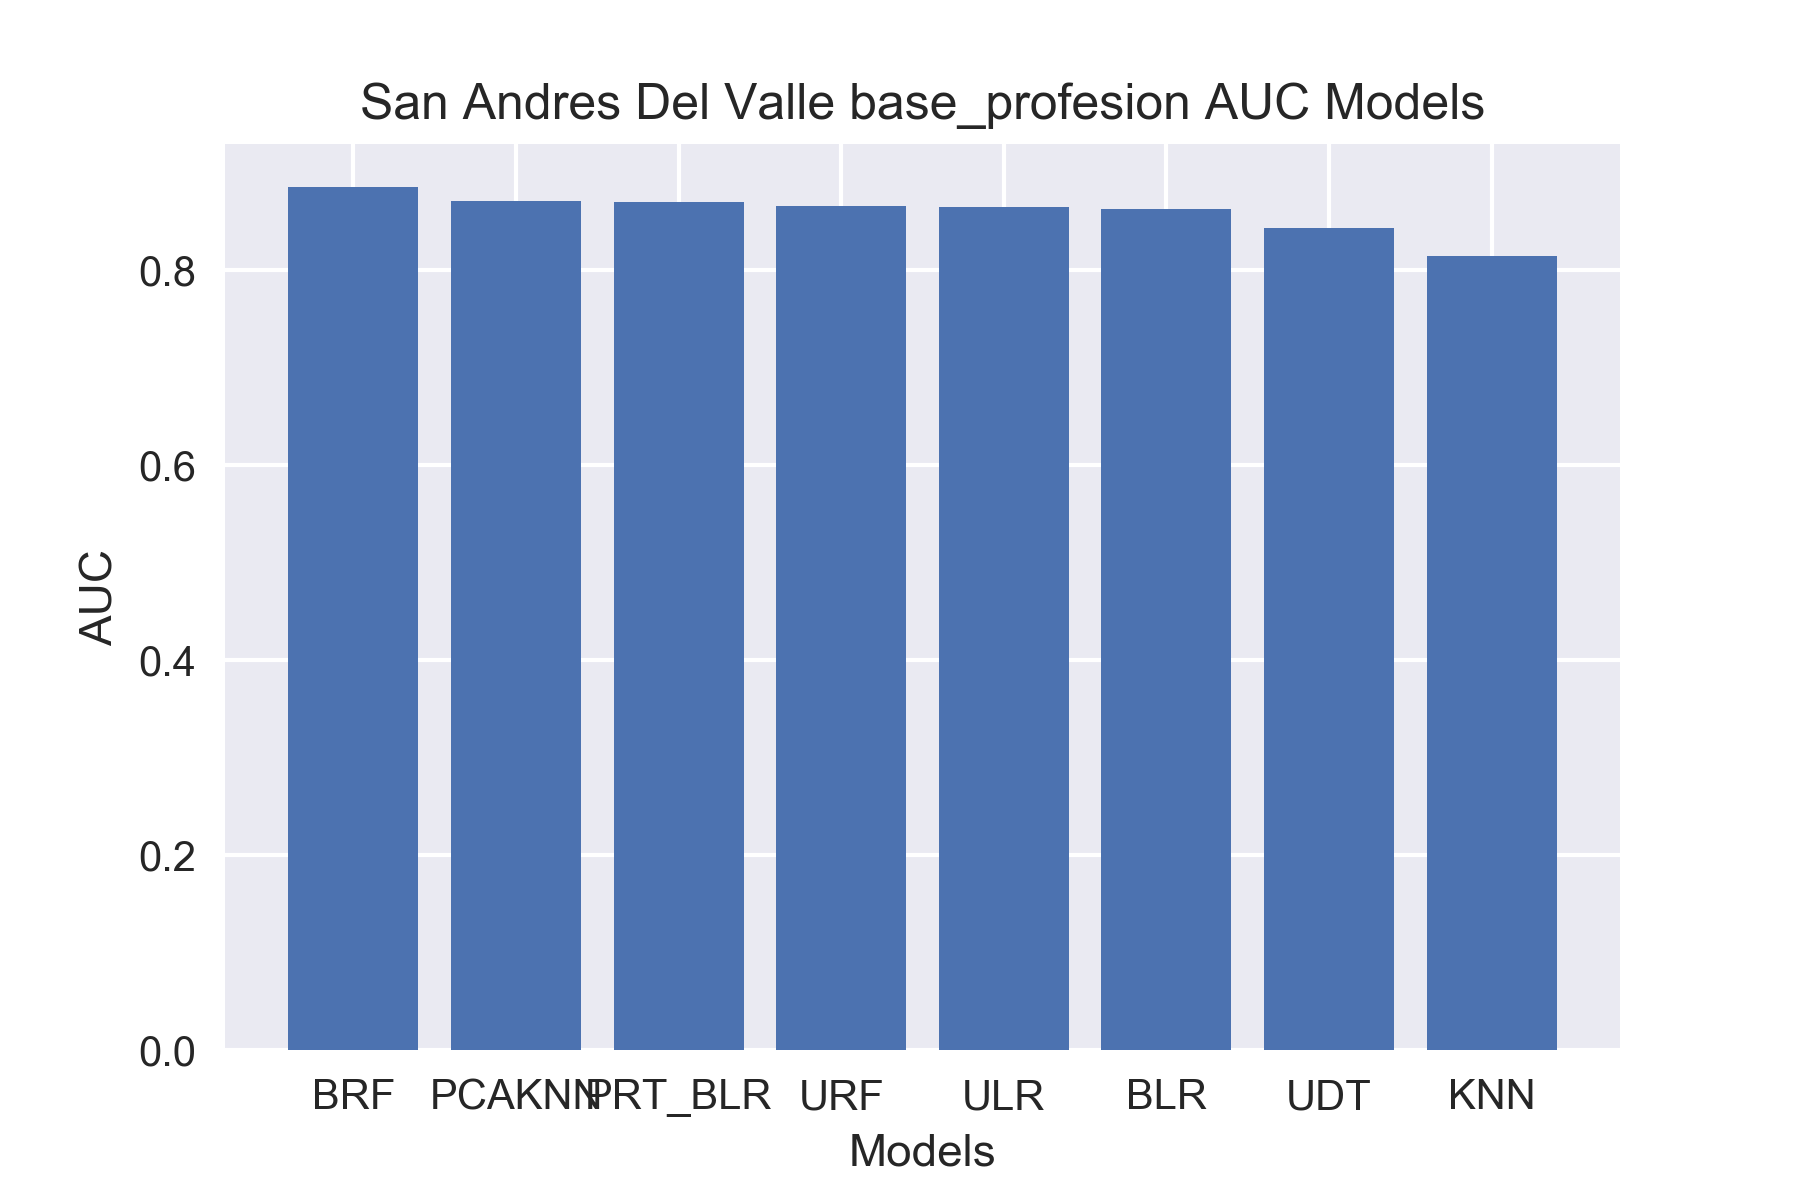 San Andres Del Valle base_profesion AUC Models
AUC
0.8
0.6
0.4
0.2
0.0
BRF PCAKNN PRT_BLR URF ULR BLR UDT KNN
Models